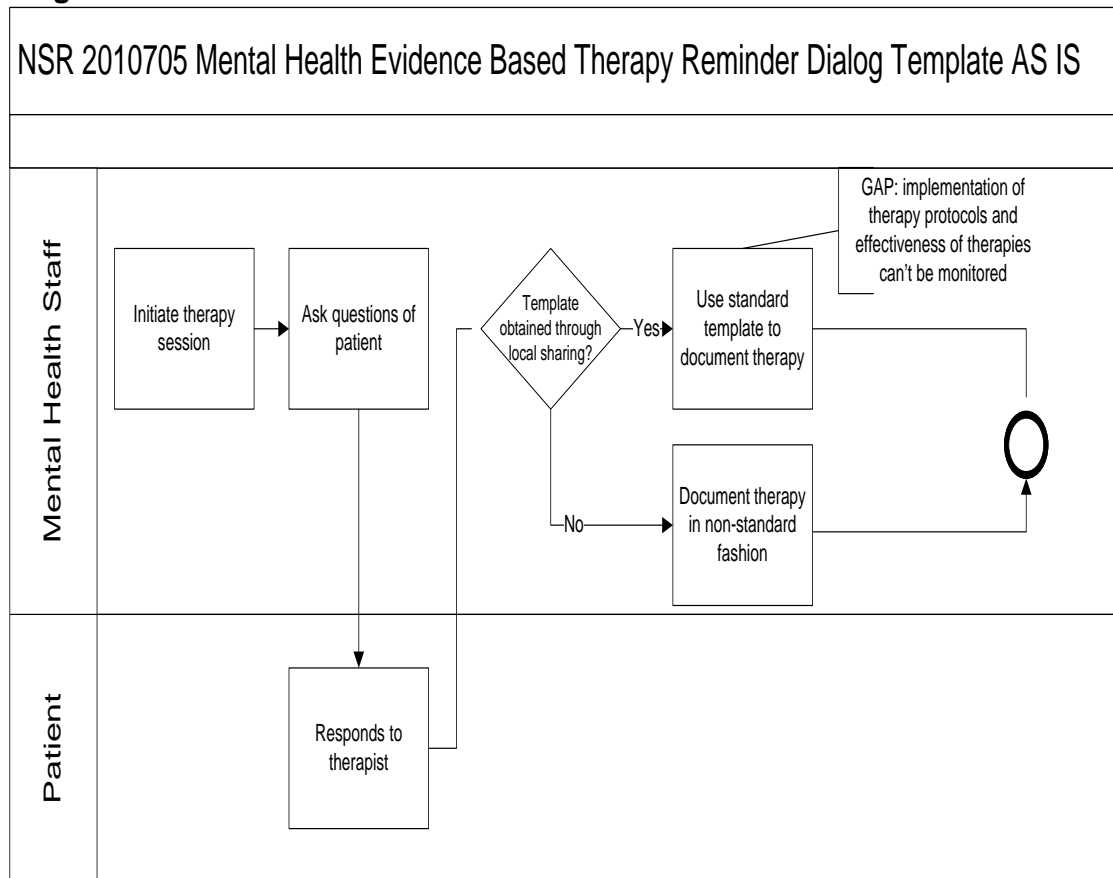 NSR 2010705 Mental Health Evidence Based Therapy Reminder Dialog Template AS IS
Mental Health Staff
Initiate therapy
session
Ask questions of
patient
Template
obtained through
local sharing?
Yes
Use standard
template to
document therapy
GAP: implementation of
therapy protocols and
effectiveness of therapies
can't be monitored
No
Document therapy
in non-standard
fashion
Patient
Responds to
therapist